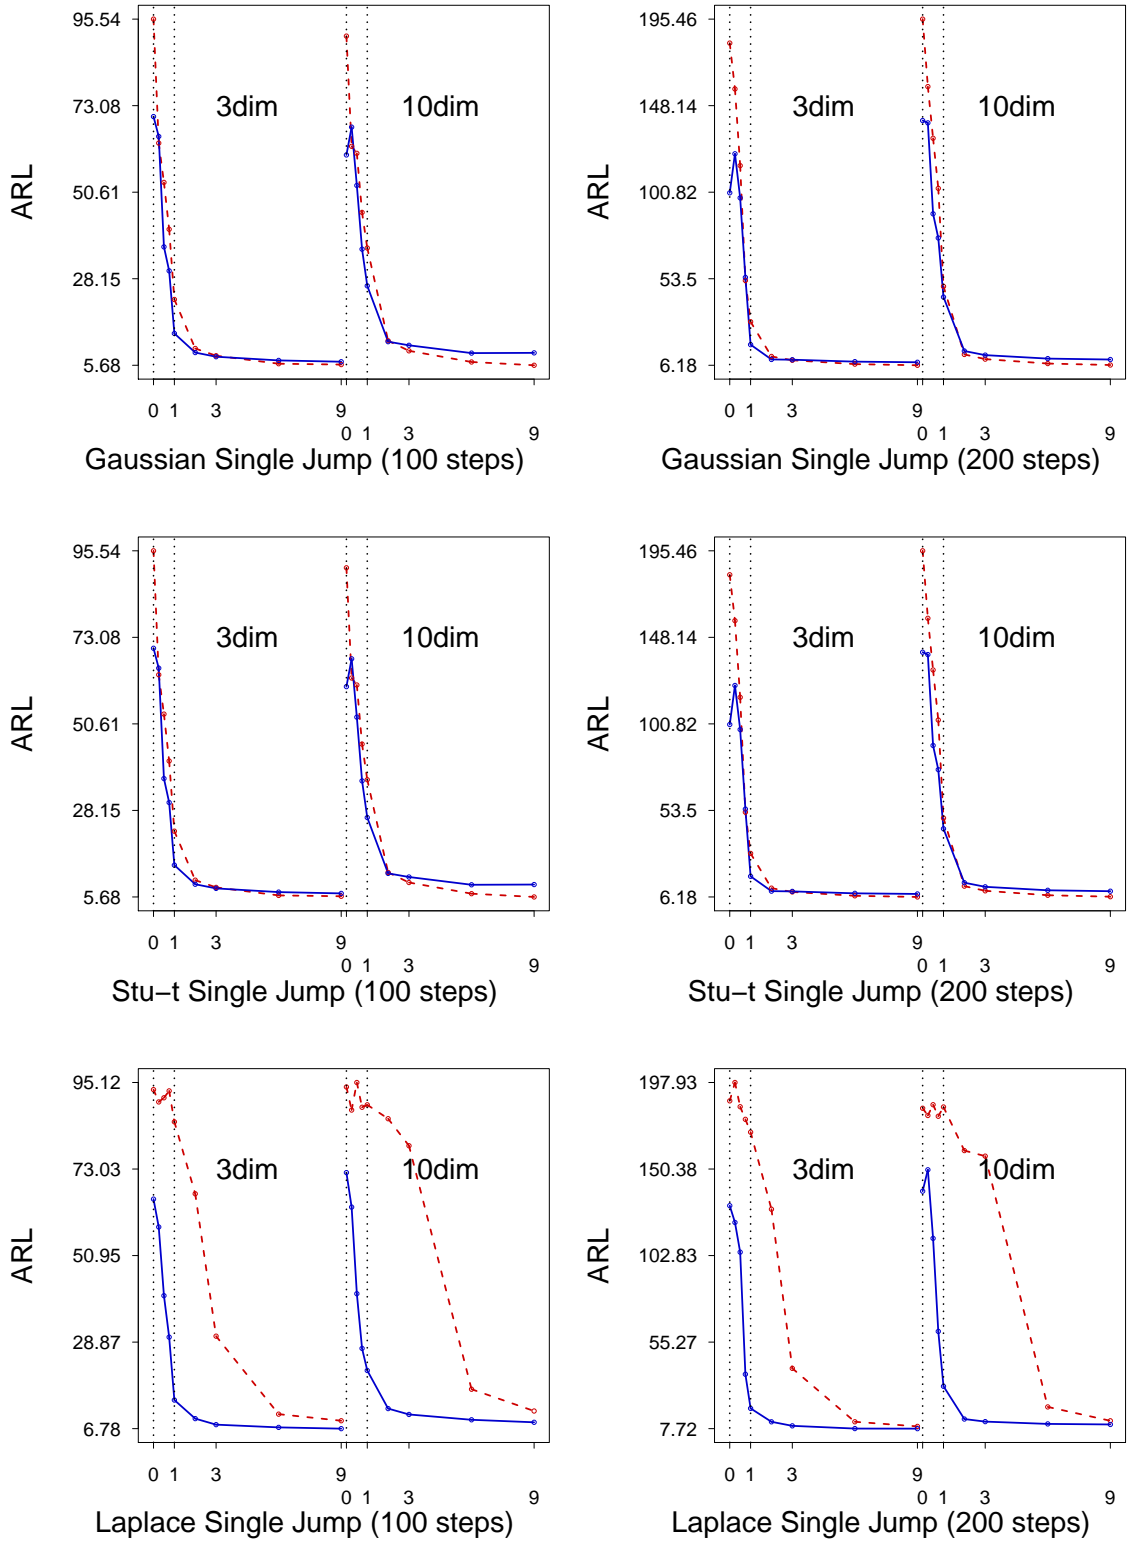 95.54
73.08
50.61
28.15
5.68
ARL
3dim
10dim
0 1 3 9
0 1 3 9
Gaussian Single Jump (100 steps)
195.46
148.14
100.82
53.5
6.18
ARL
3dim
10dim
0 1 3 9
0 1 3 9
Gaussian Single Jump (200 steps)
95.54
73.08
50.61
28.15
5.68
ARL
3dim
10dim
0 1 3 9
0 1 3 9
Stu−t Single Jump (100 steps)
195.46
148.14
100.82
53.5
6.18
ARL
3dim
10dim
0 1 3 9
0 1 3 9
Stu−t Single Jump (200 steps)
95.12
73.03
50.95
28.87
6.78
ARL
3dim
10dim
0 1 3 9
0 1 3 9
Laplace Single Jump (100 steps)
197.93
150.38
102.83
55.27
7.72
ARL
3dim
10dim
0 1 3 9
0 1 3 9
Laplace Single Jump (200 steps)